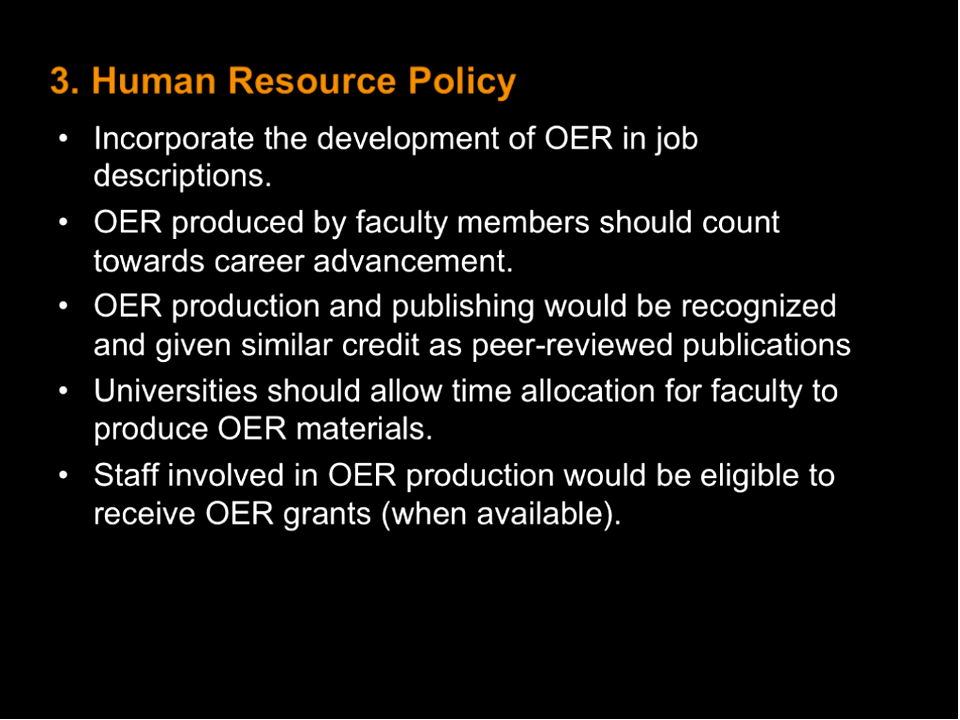 3. Human Resource Policy
• Incorporate the development of OER in job
descriptions.
• OER produced by faculty members should count
towards career advancement.
• OER production and publishing would be recognized
and given similar credit as peer-reviewed publications
• Universities should allow time allocation for faculty to
produce OER materials.
• Staff involved in OER production would be eligible to
receive OER grants (when available).